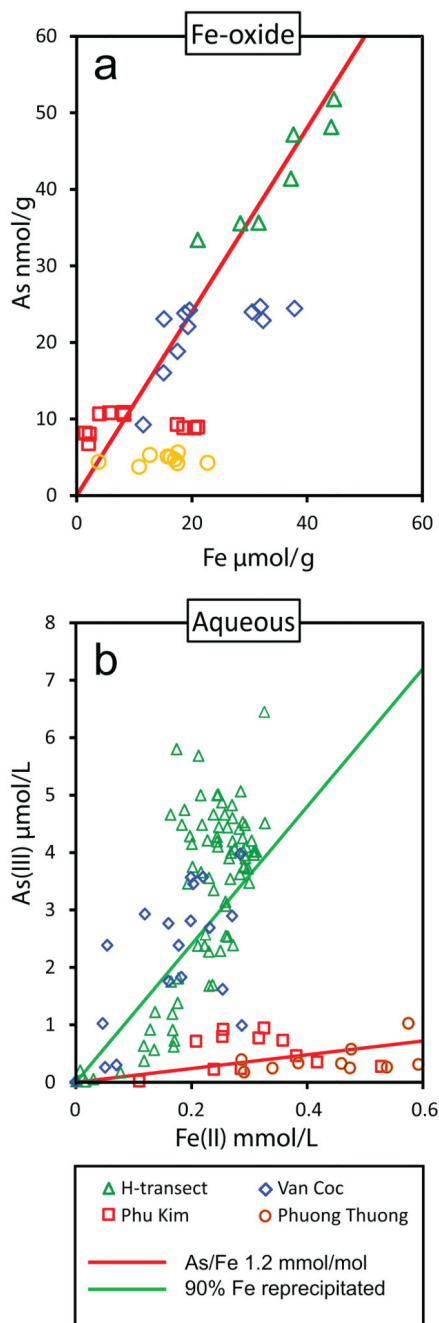 Fe-oxide
a
60
50
40
30
20
10
0
As nmol/g
0 20 40 60
Fe µmol/g
Aqueous
b
8
7
6
5
4
3
2
1
0
As(III) µmol/L
0 0.2 0.4 0.6
Fe(II) mmol/L
H-transect Van Coc
Phu Kim Phuong Thuong
As/Fe 1.2 mmol/mol
90% Fe reprecipitated